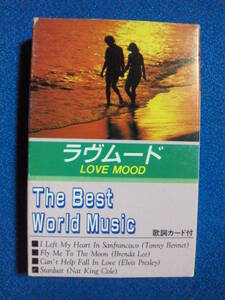 ラヴムード
LOVE MOOD
The Best
World Music
歌詞カード付
■ I Left My Heart In Sanfrancisco (Tonny Bennet)
■ Fly Me To The Moon (Brenda Lee)
■ Can't Help Fall In Love (Elvis Presley)
■ Stardust (Nat King Cole)